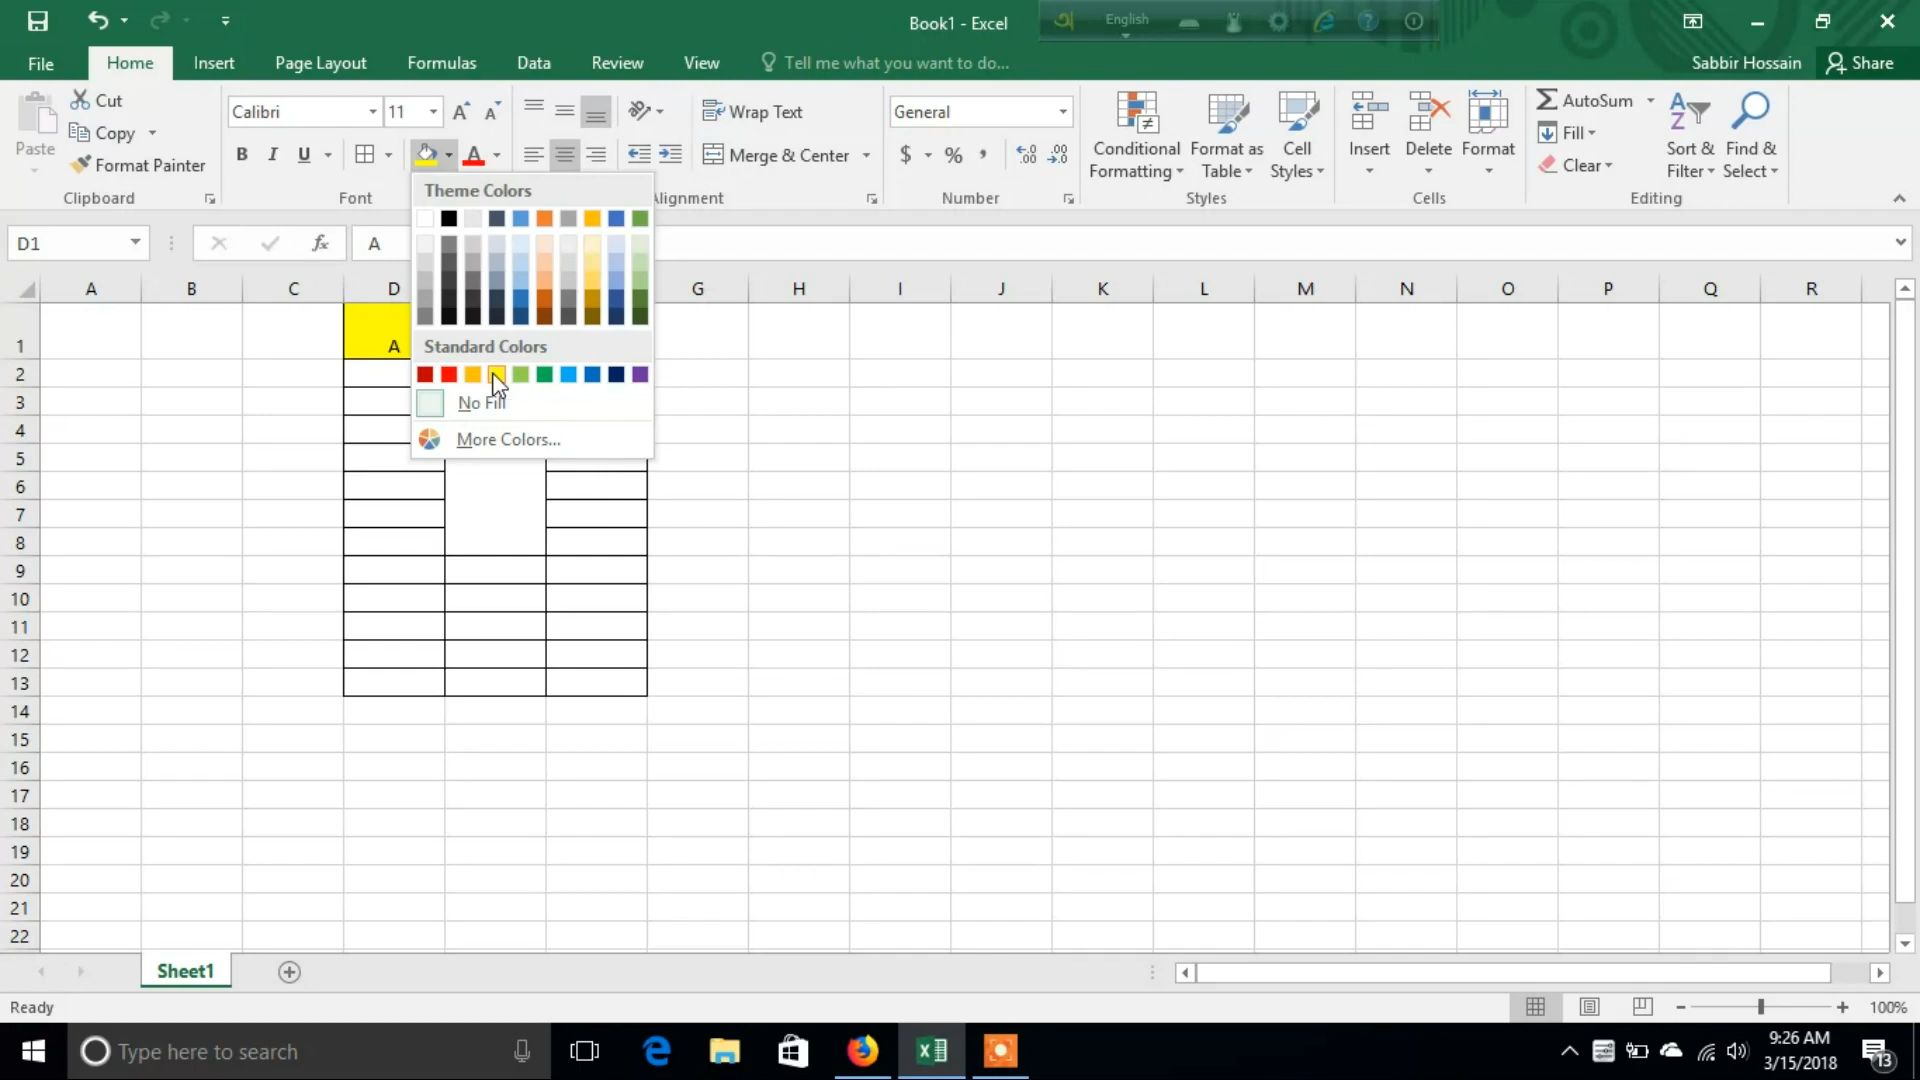 Book1 - Excel
English
Sabbir Hossain
Share
File
Home
Insert
Page Layout
Formulas
Data
Review
View
Tell me what you want to do...
Paste
Cut
Copy
Format Painter
Clipboard
Calibri
11
B I U
A
Font
Wrap Text
Merge & Center
Alignment
General
$ % ,
Number
Conditional Formatting
Format as Table
Cell Styles
Styles
Insert
Delete
Format
Cells
AutoSum
Fill
Clear
Sort & Filter
Find & Select
Editing
D1
fx
A
Theme Colors
Standard Colors
No Fill
More Colors...
A B C D G H I J K L M N O P Q R
1
A
2
3
4
5
6
7
8
9
10
11
12
13
14
15
16
17
18
19
20
21
22
Sheet1
Ready
100%
Type here to search
9:26 AM
3/15/2018
13